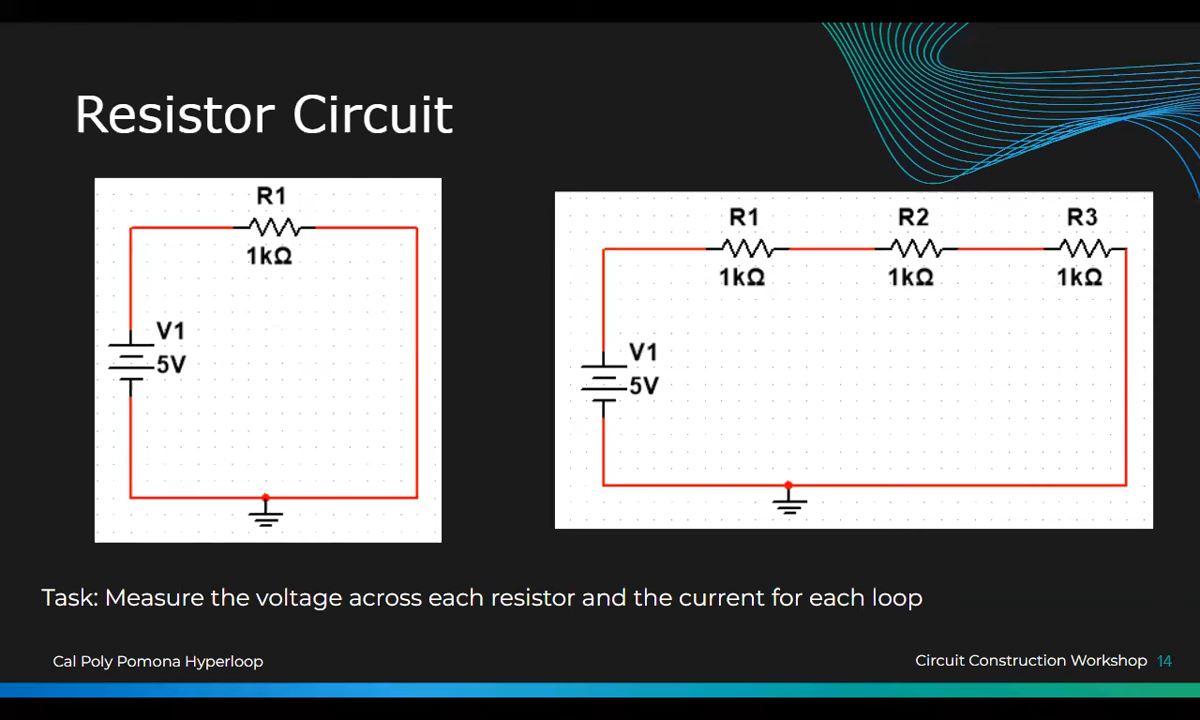 Resistor Circuit
R1
1kΩ
V1
5V
R1
R2
R3
1kΩ
1kΩ
1kΩ
V1
5V
Task: Measure the voltage across each resistor and the current for each loop
Cal Poly Pomona Hyperloop
Circuit Construction Workshop 14